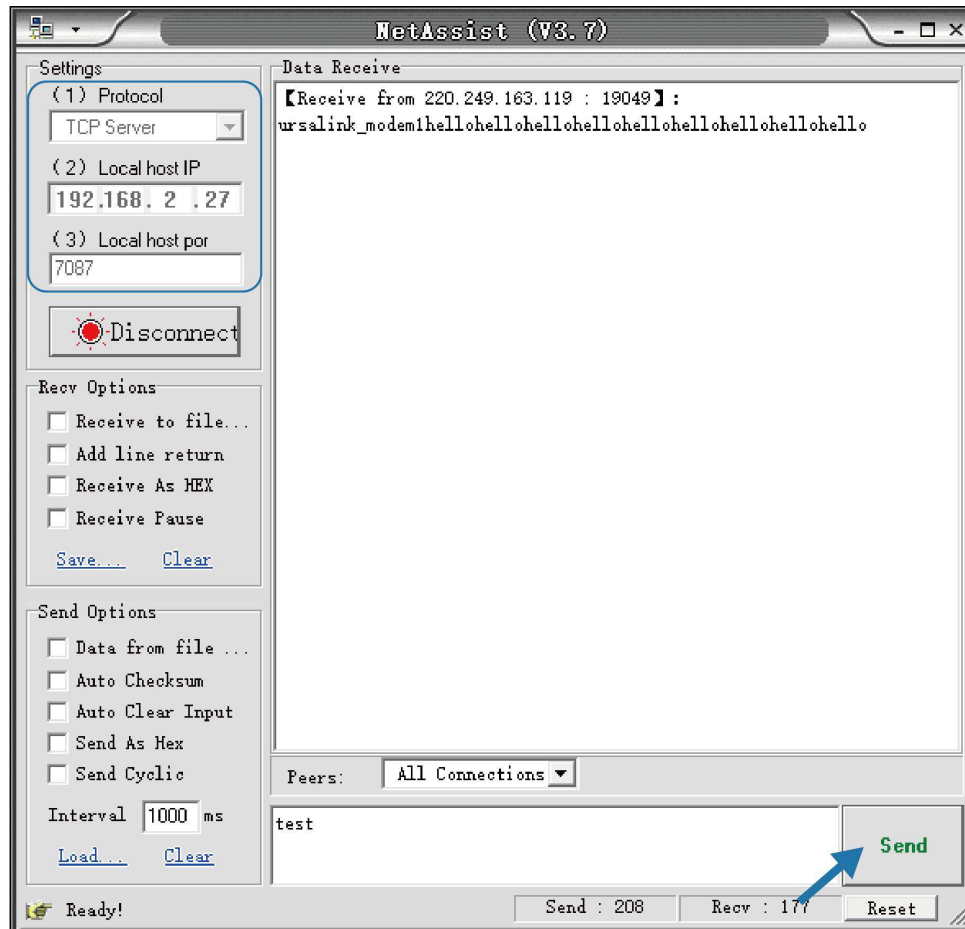 NetAssist (V3.7)
Settings
(1) Protocol
TCP Server
(2) Local host IP
192.168. 2 .27
(3) Local host por
7087
Disconnect
Recv Options
Receive to file...
Add line return
Receive As HEX
Receive Pause
Save... Clear
Send Options
Data from file ...
Auto Checksum
Auto Clear Input
Send As Hex
Send Cyclic
Interval 1000 ms
Load... Clear
Data Receive
【Receive from 220.249.163.119 : 19049】:
ursalink_modem1hellohellohellohellohellohellohellohellohello
Peers: All Connections
test
Send
Ready!
Send : 208
Recv : 177
Reset